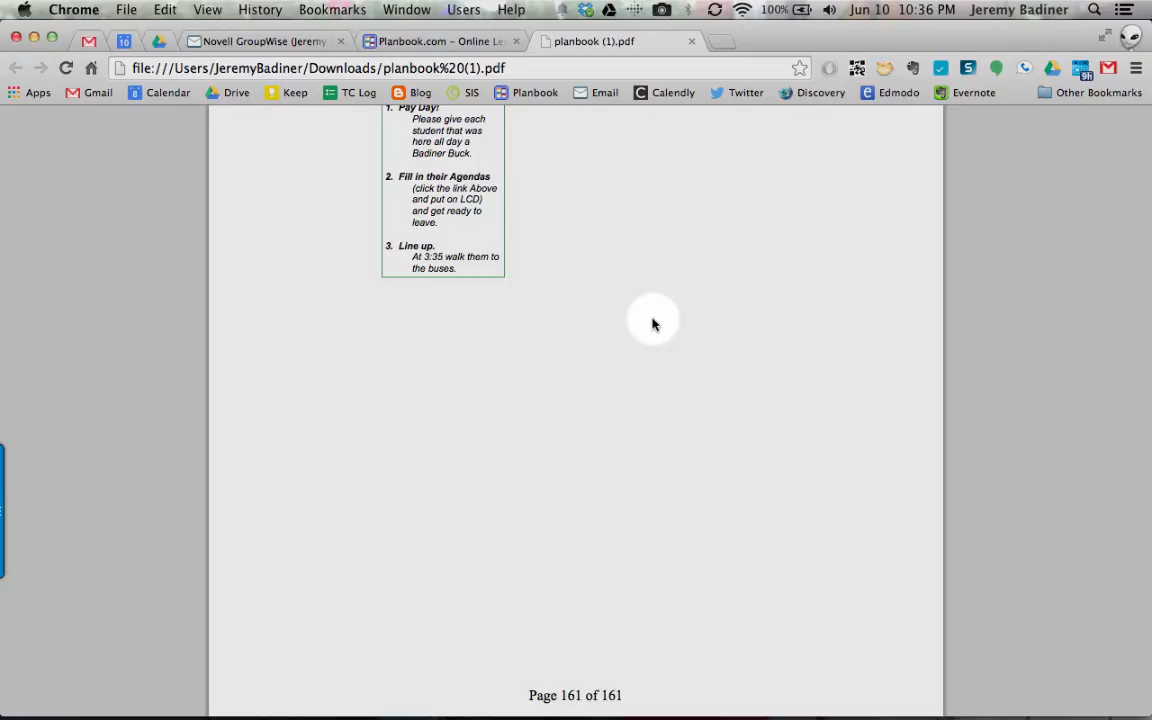 Chrome File Edit View History Bookmarks Window Users Help 100% Jun 10 10:36 PM Jeremy Badiner
10 Novell GroupWise (Jeremy × Planbook.com – Online Le × planbook (1).pdf ×
file:///Users/JeremyBadiner/Downloads/planbook%20(1).pdf 9h
Apps Gmail 8 Calendar Drive Keep TC Log Blog SIS Planbook Email Calendly Twitter Discovery Edmodo Evernote Other Bookmarks
1. Pay Day!
Please give each
student that was
here all day a
Badiner Buck.
2. Fill in their Agendas
(click the link Above
and put on LCD)
and get ready to
leave.
3. Line up.
At 3:35 walk them to
the buses.
Page 161 of 161